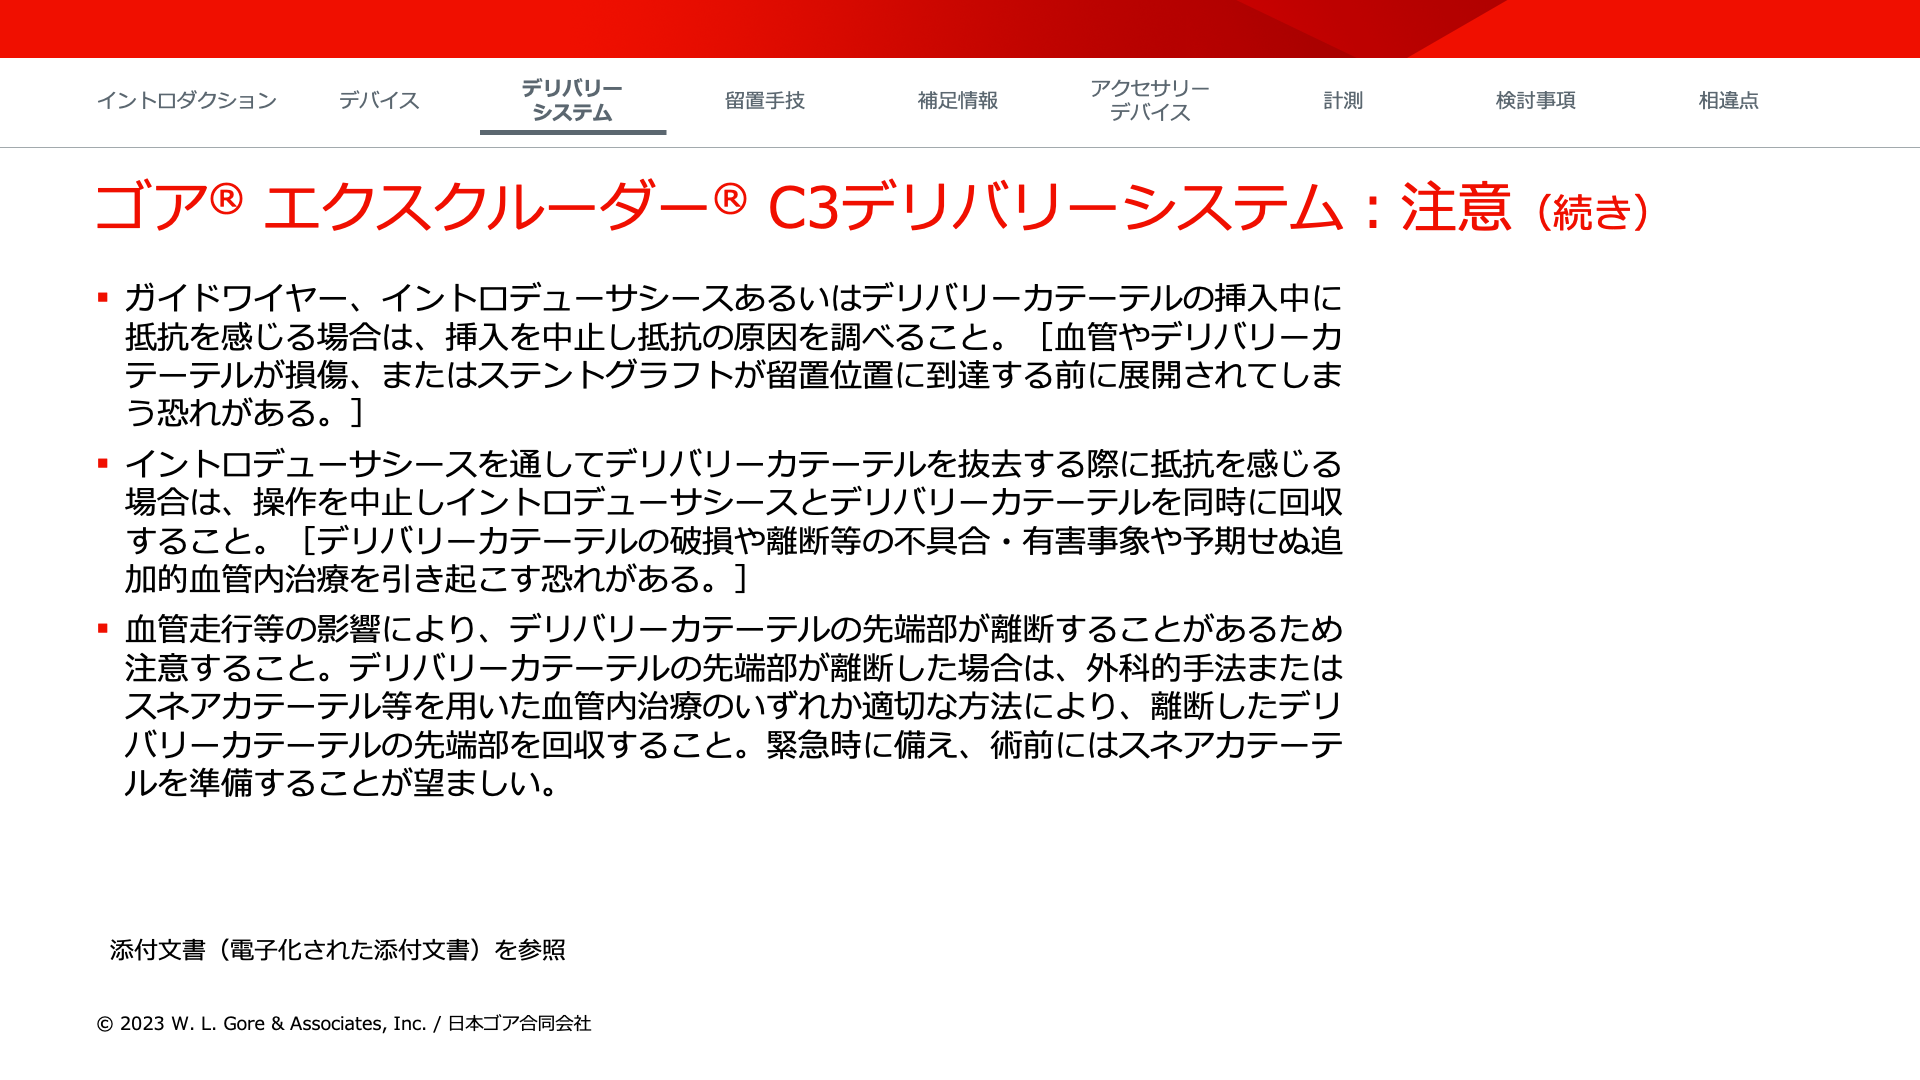 イントロダクション
デバイス
デリバリー
システム
留置手技
補足情報
アクセサリー
デバイス
計測
検討事項
相違点
ゴア® エクスクルーダー® C3デリバリーシステム：注意（続き）
▪ ガイドワイヤー、イントロデューサシースあるいはデリバリーカテーテルの挿入中に
抵抗を感じる場合は、挿入を中止し抵抗の原因を調べること。［血管やデリバリーカ
テーテルが損傷、またはステントグラフトが留置位置に到達する前に展開されてしま
う恐れがある。］
▪ イントロデューサシースを通してデリバリーカテーテルを抜去する際に抵抗を感じる
場合は、操作を中止しイントロデューサシースとデリバリーカテーテルを同時に回収
すること。［デリバリーカテーテルの破損や離断等の不具合・有害事象や予期せぬ追
加的血管内治療を引き起こす恐れがある。］
▪ 血管走行等の影響により、デリバリーカテーテルの先端部が離断することがあるため
注意すること。デリバリーカテーテルの先端部が離断した場合は、外科的手法または
スネアカテーテル等を用いた血管内治療のいずれか適切な方法により、離断したデリ
バリーカテーテルの先端部を回収すること。緊急時に備え、術前にはスネアカテーテ
ルを準備することが望ましい。
添付文書（電子化された添付文書）を参照
© 2023 W. L. Gore & Associates, Inc. / 日本ゴア合同会社